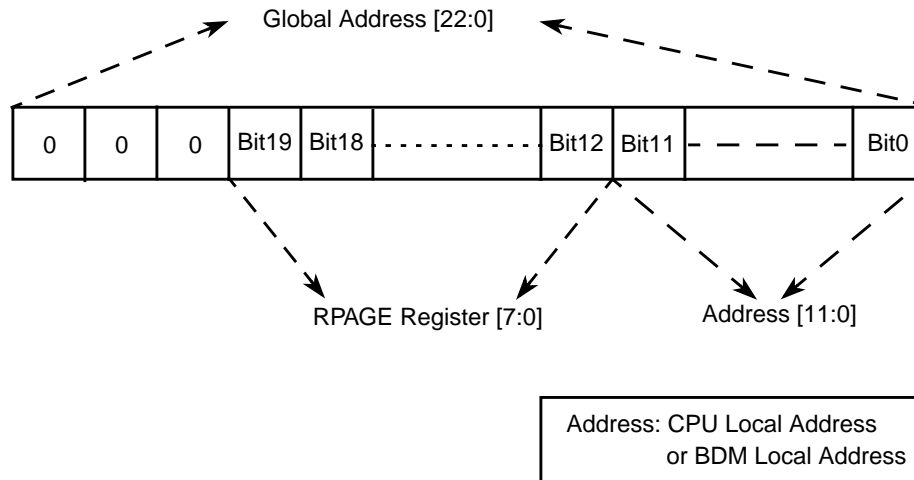 Global Address [22:0]
0 0 0 Bit19 Bit18 Bit12 Bit11 Bit0
RPAGE Register [7:0] Address [11:0]
Address: CPU Local Address
or BDM Local Address